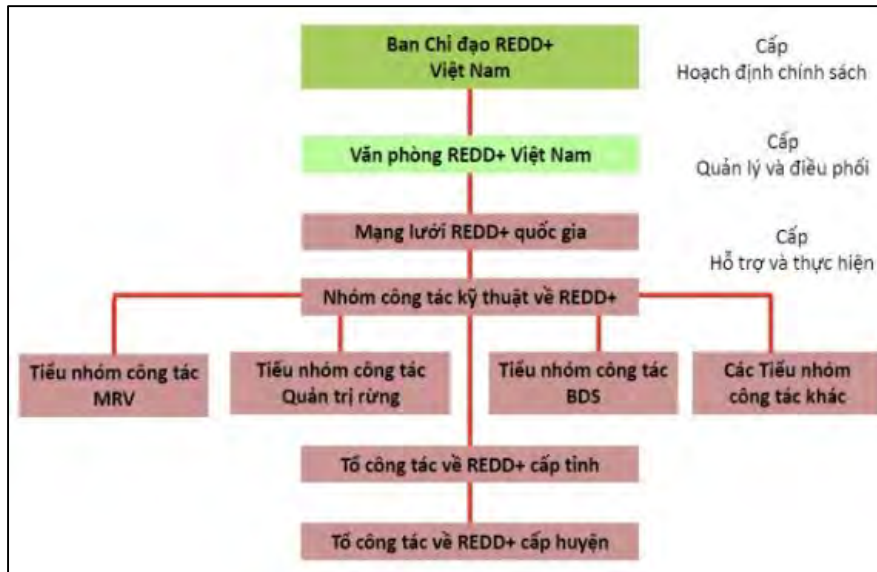 Ban Chỉ đạo REDD+
Việt Nam
Cấp
Hoạch định chính sách
Văn phòng REDD+ Việt Nam
Cấp
Quản lý và điều phối
Mạng lưới REDD+ quốc gia
Cấp
Hỗ trợ và thực hiện
Nhóm công tác kỹ thuật về REDD+
Tiểu nhóm công tác
MRV
Tiểu nhóm công tác
Quản trị rừng
Tiểu nhóm công tác
BDS
Các Tiểu nhóm
công tác khác
Tổ công tác về REDD+ cấp tỉnh
Tổ công tác về REDD+ cấp huyện